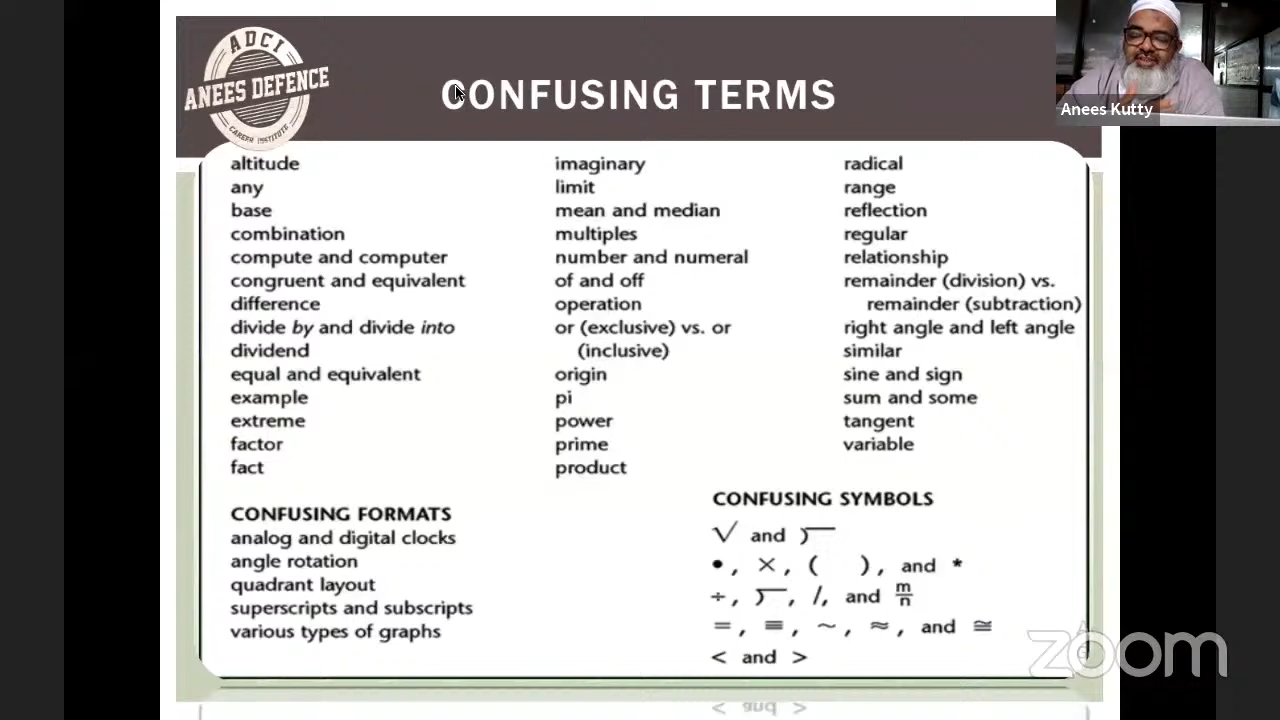 ADCI
ANEES DEFENCE
CAREER INSTITUTE
CONFUSING TERMS
Anees Kutty
altitude
any
base
combination
compute and computer
congruent and equivalent
difference
divide by and divide into
dividend
equal and equivalent
example
extreme
factor
fact
imaginary
limit
mean and median
multiples
number and numeral
of and off
operation
or (exclusive) vs. or
(inclusive)
origin
pi
power
prime
product
radical
range
reflection
regular
relationship
remainder (division) vs.
remainder (subtraction)
right angle and left angle
similar
sine and sign
sum and some
tangent
variable
CONFUSING FORMATS
analog and digital clocks
angle rotation
quadrant layout
superscripts and subscripts
various types of graphs
CONFUSING SYMBOLS
√ and ⟌
•, ×, ( ), and *
÷, ⟌, /, and m/n
=, ≡, ~, ≈, and ≅
< and >
zoom